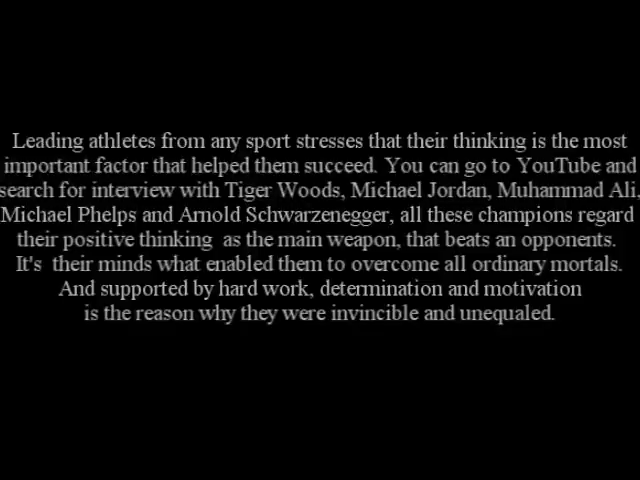 Leading athletes from any sport stresses that their thinking is the most
important factor that helped them succeed. You can go to YouTube and
search for interview with Tiger Woods, Michael Jordan, Muhammad Ali,
Michael Phelps and Arnold Schwarzenegger, all these champions regard
their positive thinking  as the main weapon, that beats an opponents.
It's  their minds what enabled them to overcome all ordinary mortals.
And supported by hard work, determination and motivation
is the reason why they were invincible and unequaled.